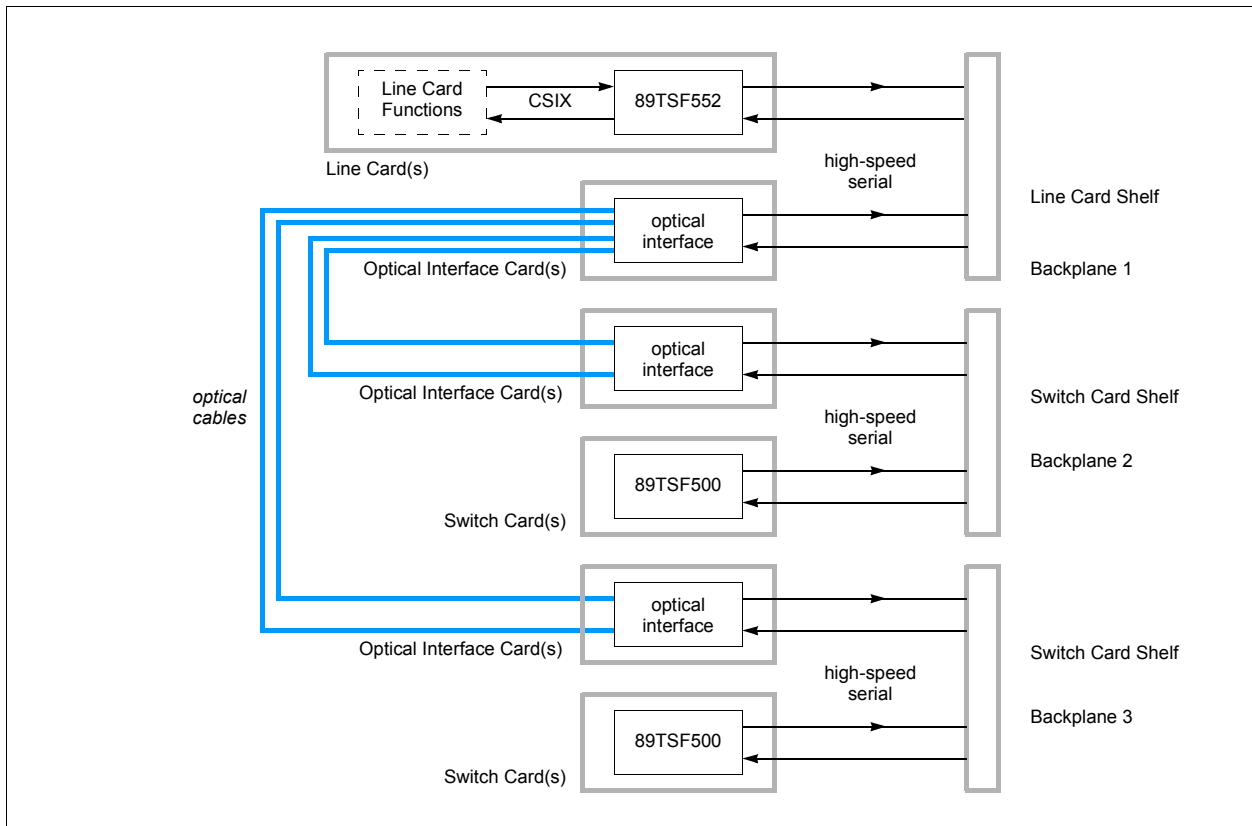 Line Card
Functions
CSIX
89TSF552
Line Card(s)
high-speed
serial
optical
interface
Optical Interface Card(s)
Line Card Shelf
Backplane 1
optical
interface
Optical Interface Card(s)
optical
cables
high-speed
serial
Switch Card Shelf
Backplane 2
89TSF500
Switch Card(s)
optical
interface
Optical Interface Card(s)
high-speed
serial
Switch Card Shelf
Backplane 3
89TSF500
Switch Card(s)